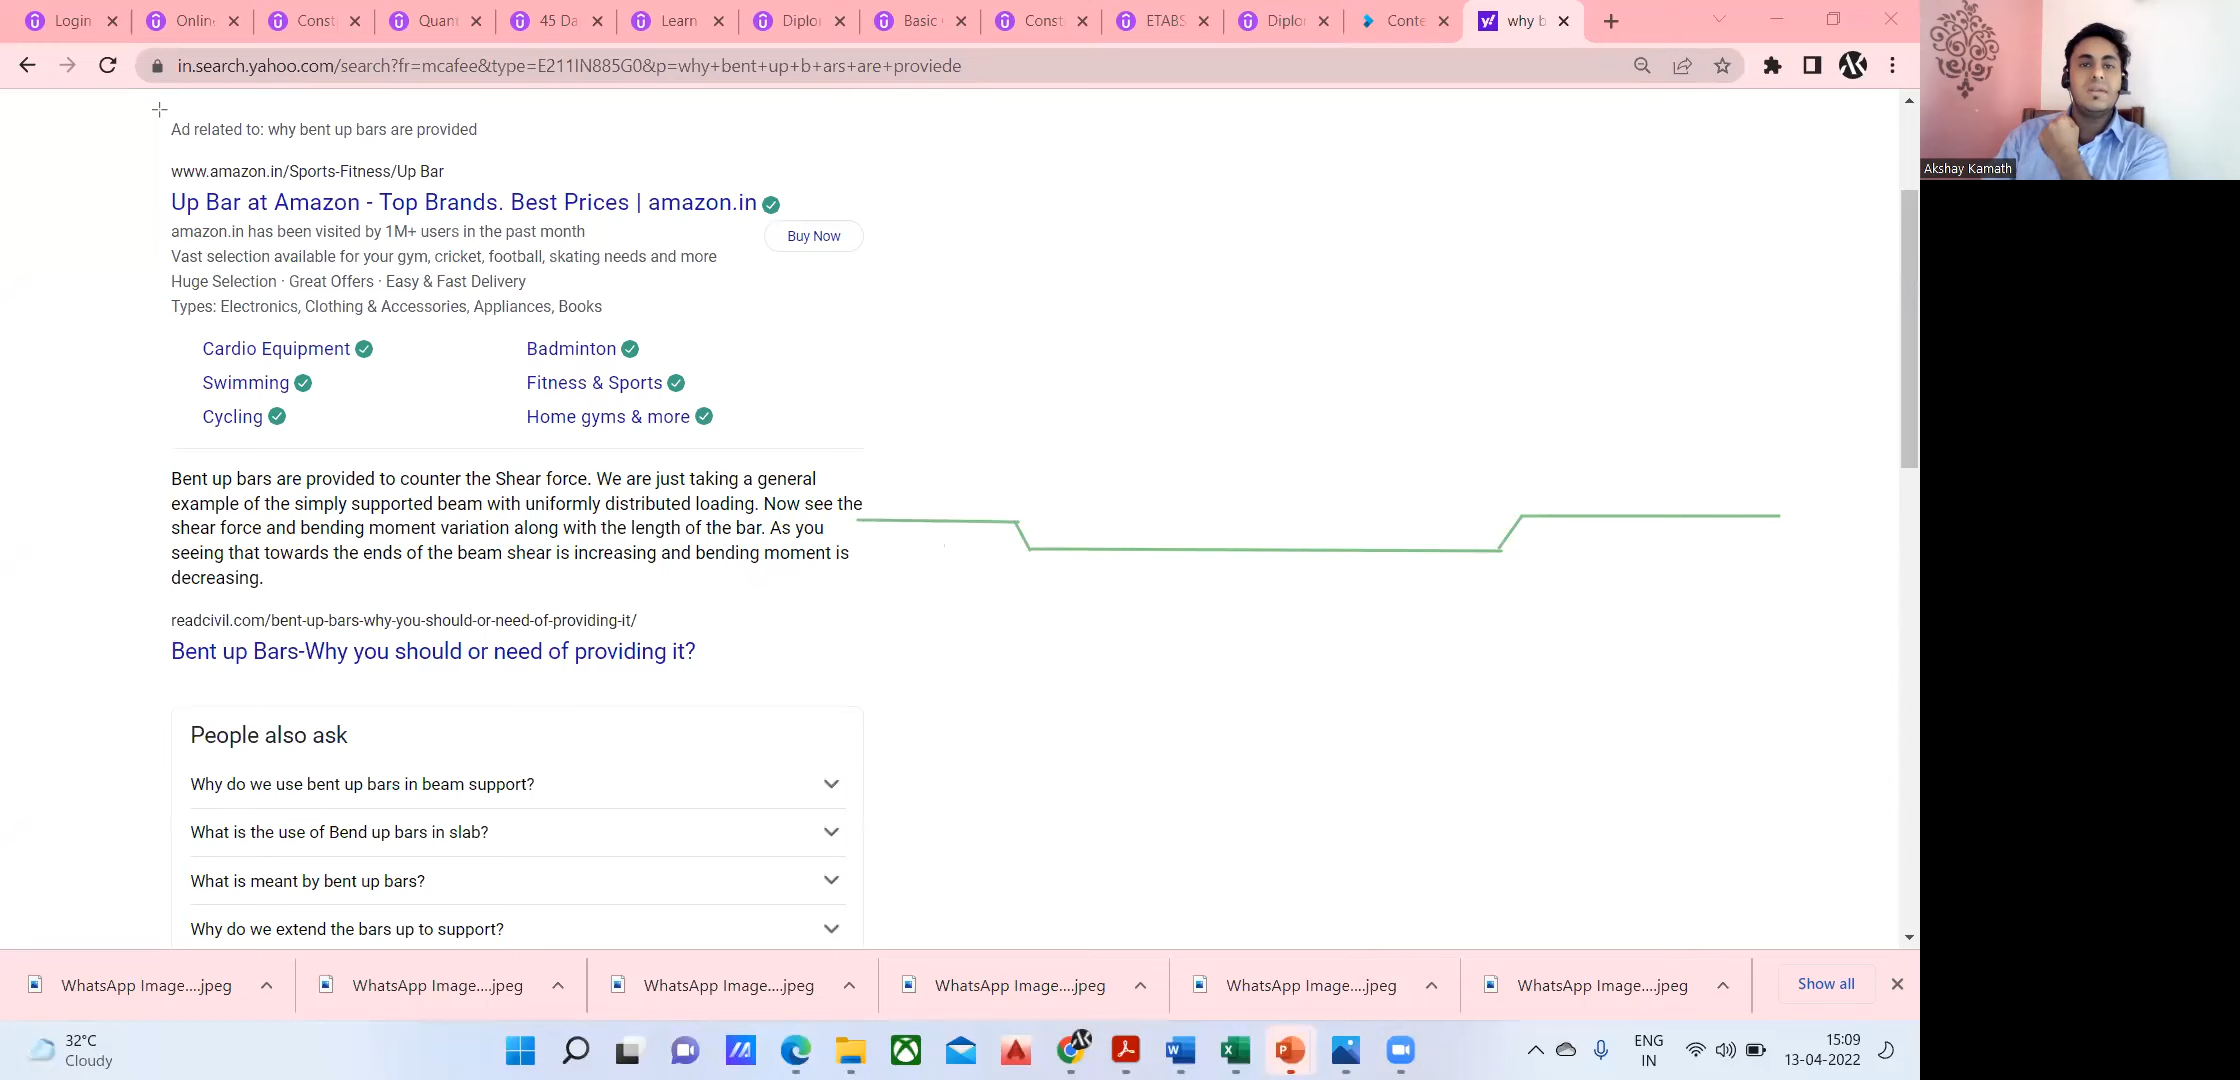 Login
Onlin
Const
Quan
45 Da
Learn
Diplo
Basic
Const
ETABS
Diplo
Conte
why b
in.search.yahoo.com/search?fr=mcafee&type=E211IN885G0&p=why+bent+up+b+ars+are+proviede
Akshay Kamath
Ad related to: why bent up bars are provided
www.amazon.in/Sports-Fitness/Up Bar
Up Bar at Amazon - Top Brands. Best Prices | amazon.in
amazon.in has been visited by 1M+ users in the past month
Buy Now
Vast selection available for your gym, cricket, football, skating needs and more
Huge Selection · Great Offers · Easy & Fast Delivery
Types: Electronics, Clothing & Accessories, Appliances, Books
Cardio Equipment
Badminton
Swimming
Fitness & Sports
Cycling
Home gyms & more
Bent up bars are provided to counter the Shear force. We are just taking a general
example of the simply supported beam with uniformly distributed loading. Now see the
shear force and bending moment variation along with the length of the bar. As you
seeing that towards the ends of the beam shear is increasing and bending moment is
decreasing.
readcivil.com/bent-up-bars-why-you-should-or-need-of-providing-it/
Bent up Bars-Why you should or need of providing it?
People also ask
Why do we use bent up bars in beam support?
What is the use of Bend up bars in slab?
What is meant by bent up bars?
Why do we extend the bars up to support?
WhatsApp Image....jpeg
WhatsApp Image....jpeg
WhatsApp Image....jpeg
WhatsApp Image....jpeg
WhatsApp Image....jpeg
WhatsApp Image....jpeg
Show all
32°C
Cloudy
ENG
IN
15:09
13-04-2022